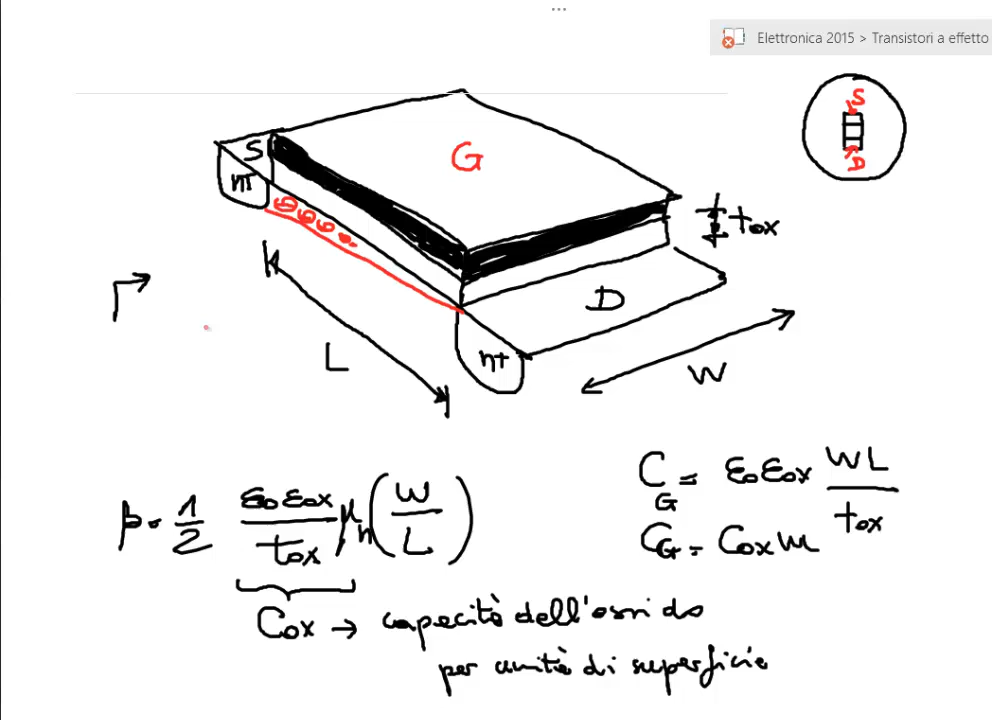 Elettronica 2015 > Transistori a effetto
S
G
S
n+
D
tox
D
L
n+
W
β = 1/2 ε0εox/tox μn (W/L)
CG = ε0εox WL/tox
CG = Cox WL
Cox → capacità dell'ossido
per unità di superficie